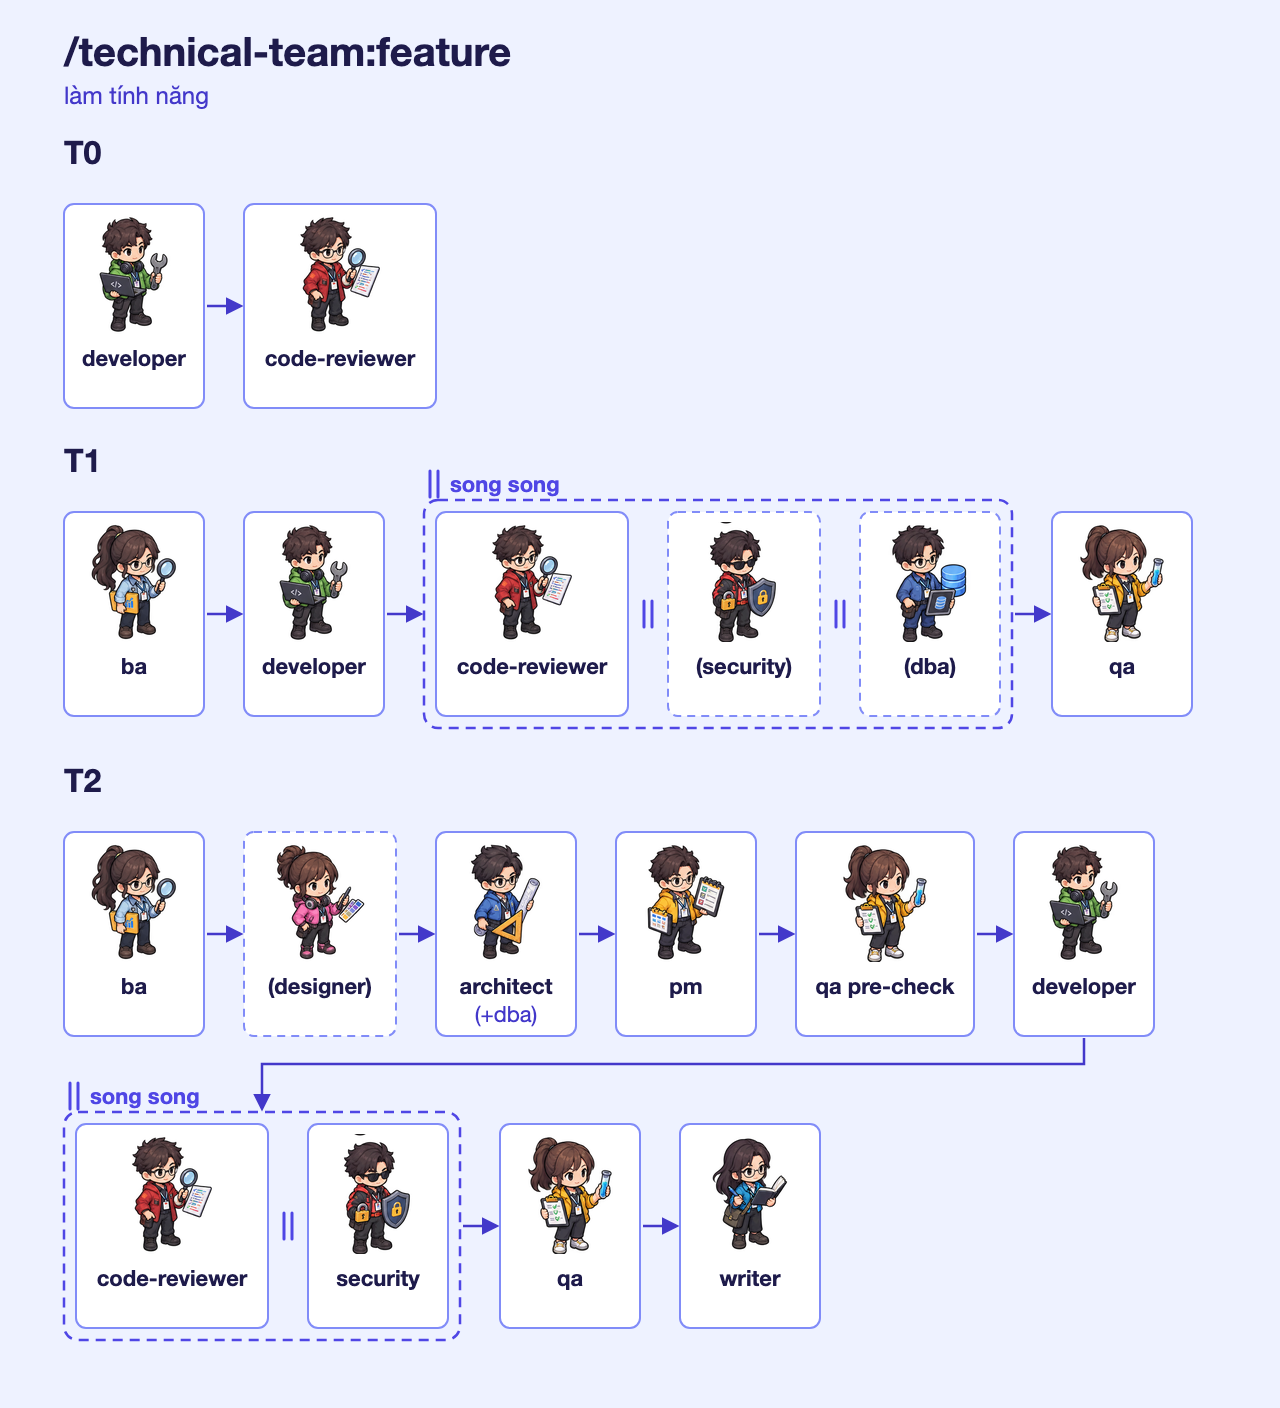 /technical-team:feature
làm tính năng
T0
developer
code-reviewer
T1
song song
ba
developer
code-reviewer
(security)
(dba)
qa
T2
ba
(designer)
architect
(+dba)
pm
qa pre-check
developer
song song
code-reviewer
security
qa
writer